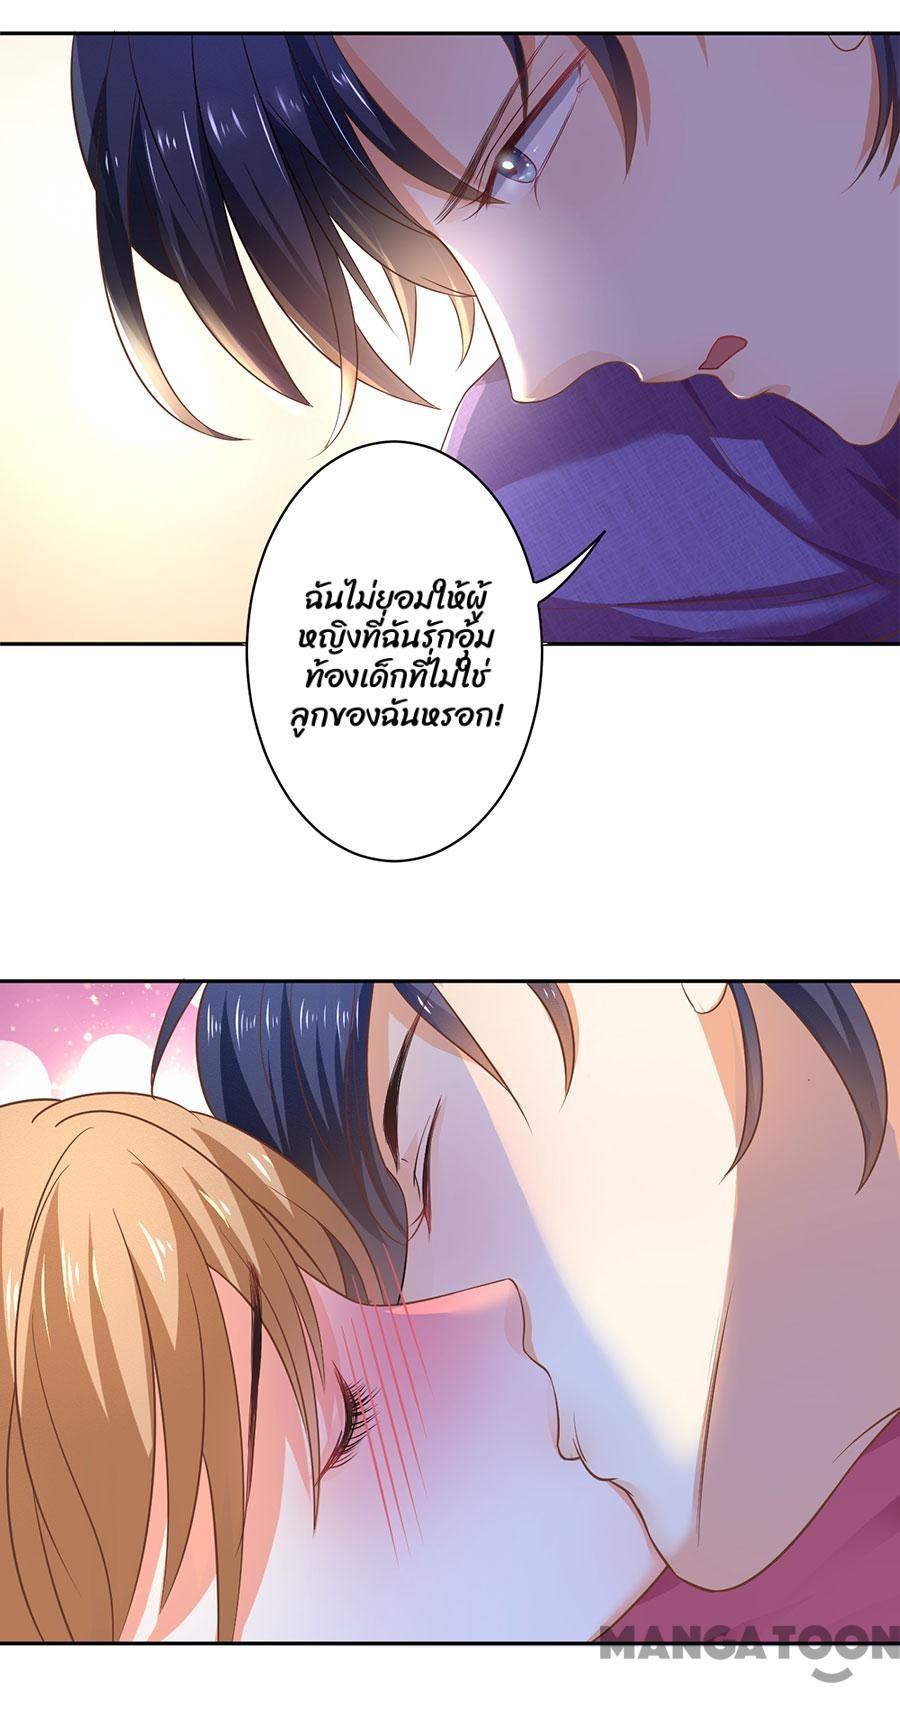 ฉันไม่ยอมให้ผู้
หญิงที่ฉันรักอุ้ม
ท้องเด็กที่ไม่ใช่
ลูกของฉันหรอก!
MANGATOON